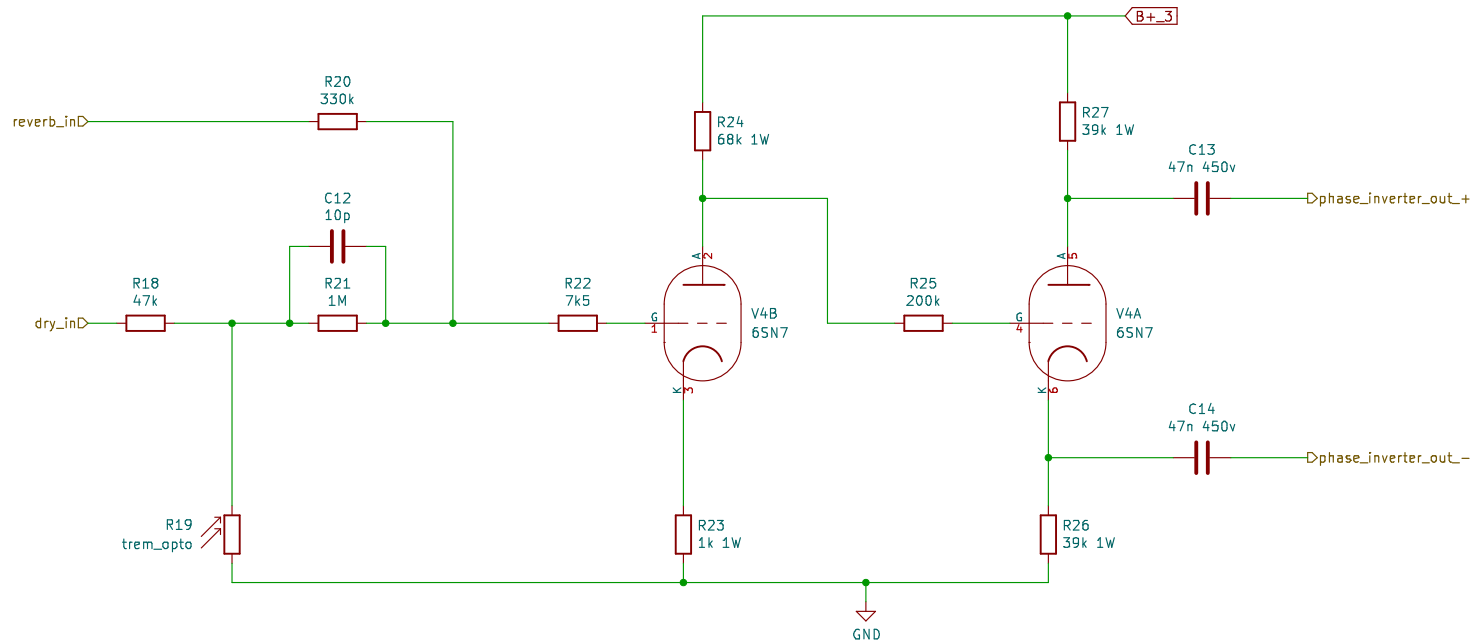 B+_3
R20
330k
reverb_in
R24
68k 1W
R27
39k 1W
C13
47n 450v
C12
10p
phase_inverter_out_+
A
2
A
5
R18
47k
R21
1M
R22
7k5
R25
200k
dry_in
G
1
V4B
6SN7
G
4
V4A
6SN7
K
3
K
6
C14
47n 450v
phase_inverter_out_-
R19
trem_opto
R23
1k 1W
R26
39k 1W
GND